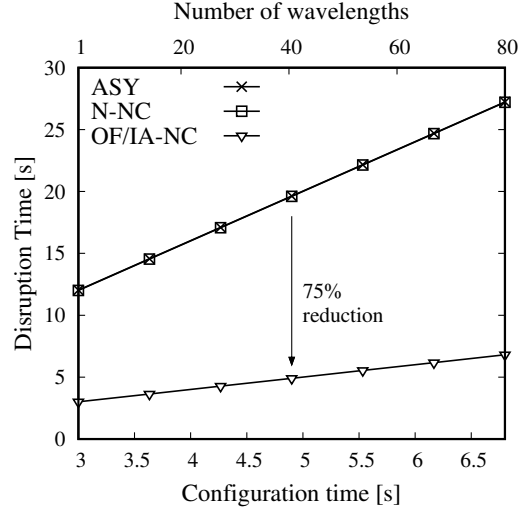 Number of wavelengths
1 20 40 60 80
30
25
20
15
10
5
0
ASY
N-NC
OF/IA-NC
75%
reduction
Disruption Time [s]
3 3.5 4 4.5 5 5.5 6 6.5
Configuration time [s]